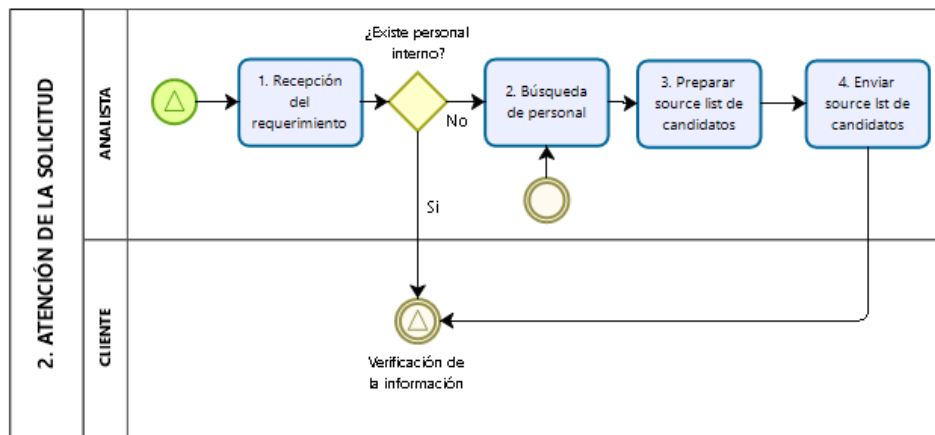 2. ATENCIÓN DE LA SOLICITUD
ANALISTA
1. Recepción
del
requerimiento
¿Existe personal
interno?
No
Si
2. Búsqueda
de personal
3. Preparar
source list de
candidatos
4. Enviar
source lst de
candidatos
CLIENTE
Verificación de
la información